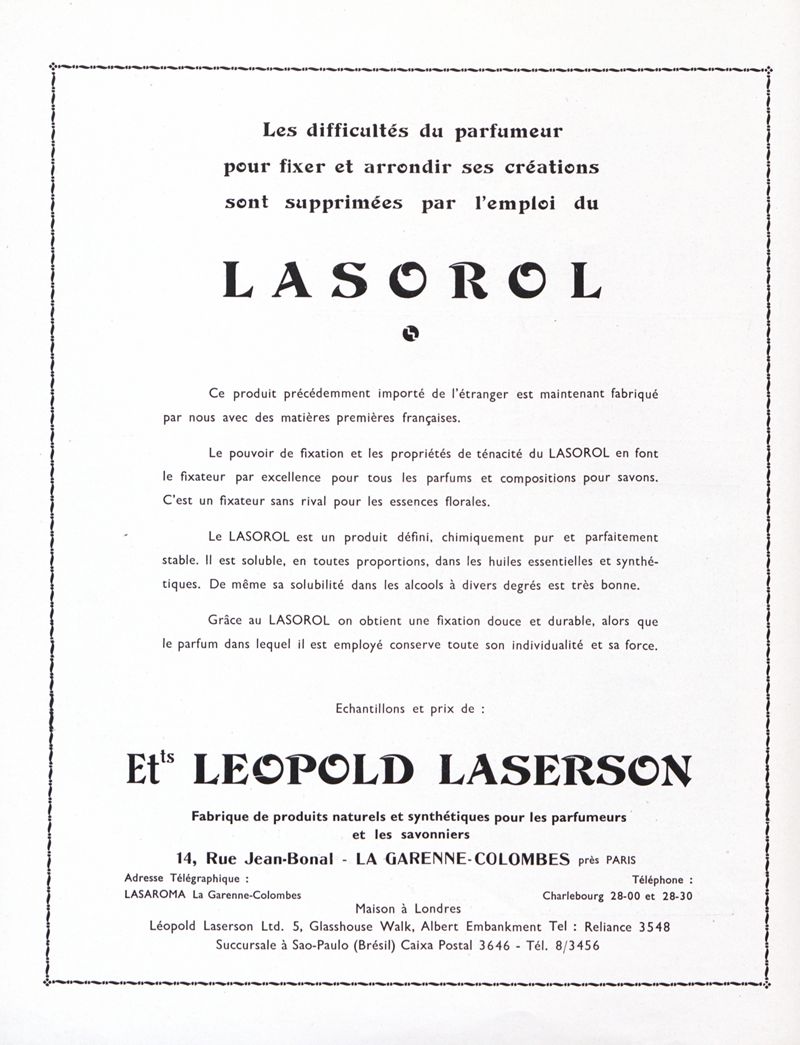 Les difficultés du parfumeur
pour fixer et arrondir ses créations
sont supprimées par l'emploi du
LASOROL
Ce produit précédemment importé de l'étranger est maintenant fabriqué
par nous avec des matières premières françaises.
Le pouvoir de fixation et les propriétés de ténacité du LASOROL en font
le fixateur par excellence pour tous les parfums et compositions pour savons.
C'est un fixateur sans rival pour les essences florales.
Le LASOROL est un produit défini, chimiquement pur et parfaitement
stable. Il est soluble, en toutes proportions, dans les huiles essentielles et synthé-
tiques. De même sa solubilité dans les alcools à divers degrés est très bonne.
Grâce au LASOROL on obtient une fixation douce et durable, alors que
le parfum dans lequel il est employé conserve toute son individualité et sa force.
Echantillons et prix de :
Etts LEOPOLD LASERSON
Fabrique de produits naturels et synthétiques pour les parfumeurs
et les savonniers
14, Rue Jean-Bonal - LA GARENNE-COLOMBES près PARIS
Adresse Télégraphique : Téléphone :
LASAROMA La Garenne-Colombes Charlebourg 28-00 et 28-30
Maison à Londres
Léopold Laserson Ltd. 5, Glasshouse Walk, Albert Embankment Tel : Reliance 3548
Succursale à Sao-Paulo (Brésil) Caixa Postal 3646 - Tél. 8/3456